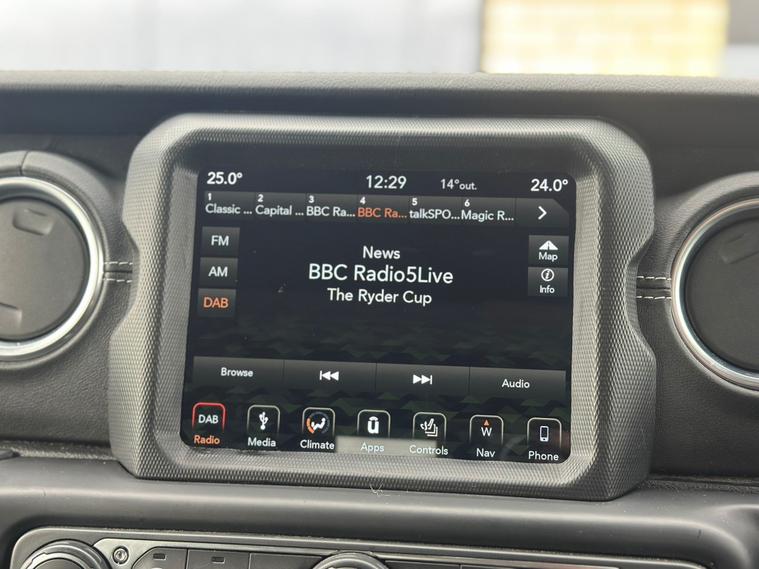 25.0° 12:29 14°out. 24.0°
1 2 3 4 5 6
Classic ... Capital ... BBC Ra... BBC Ra... talkSPO... Magic R...
FM
AM
DAB
News
BBC Radio5Live
The Ryder Cup
Map
Info
Browse Audio
DAB W
Radio Media Climate Apps Controls Nav Phone